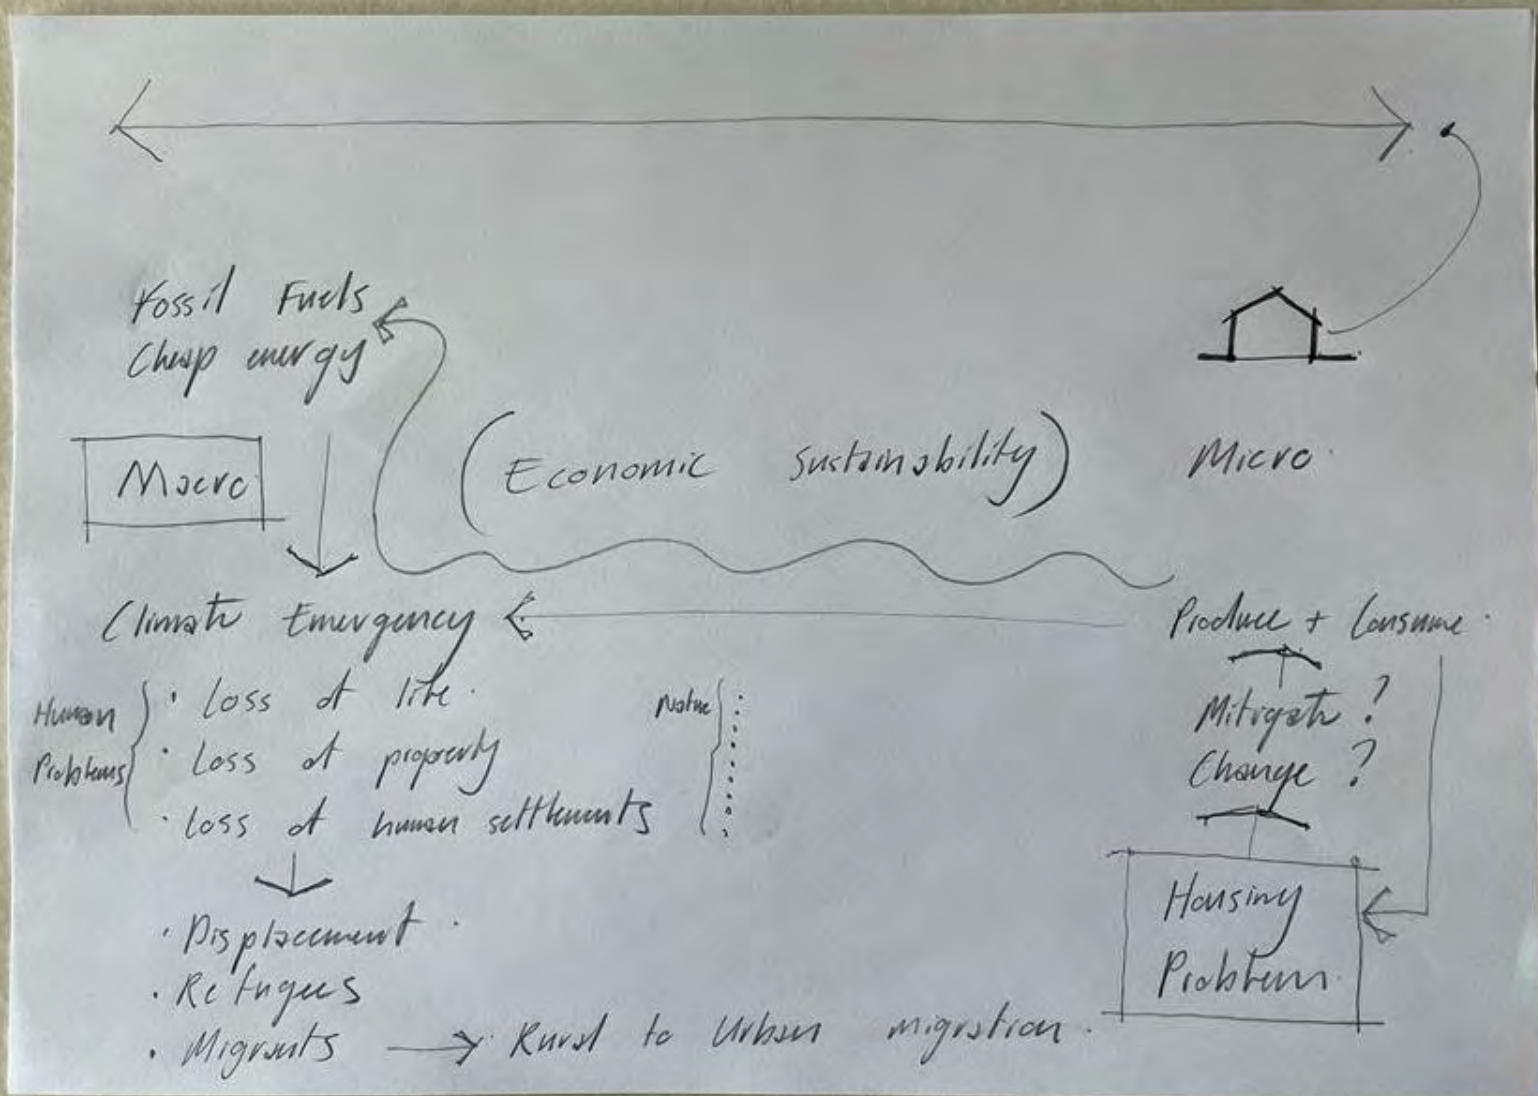 Fossil Fuels
Cheap energy
Macro
(Economic sustainability)
Micro
Climate Emergency
Produce + Consume
Human
Problems
· Loss of life
· Loss of property
· Loss of human settlements
Nature
Mitigate ?
Change ?
Housing
Problem
· Displacement
· Refugees
· Migrants → Rural to Urban migration